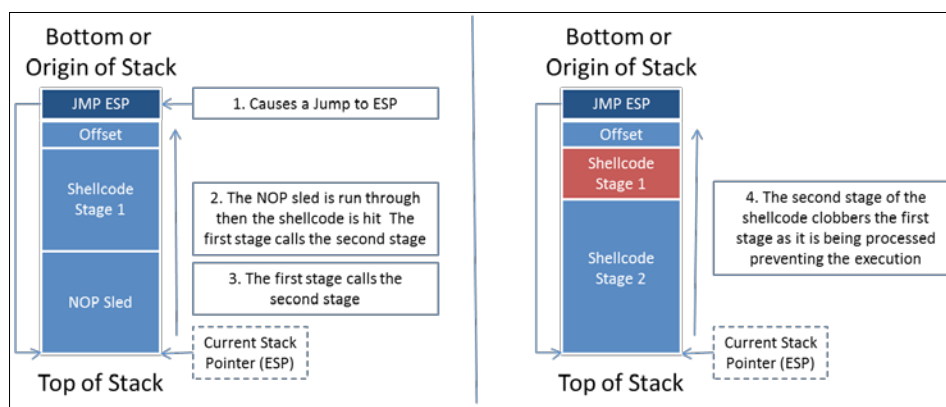 Bottom or
Origin of Stack
JMP ESP
Offset
Shellcode
Stage 1
NOP Sled
Top of Stack
1. Causes a Jump to ESP
2. The NOP sled is run through
then the shellcode is hit The
first stage calls the second stage
3. The first stage calls the
second stage
Current Stack
Pointer (ESP)
Bottom or
Origin of Stack
JMP ESP
Offset
Shellcode
Stage 1
Shellcode
Stage 2
Top of Stack
4. The second stage of the
shellcode clobbers the first
stage as it is being processed
preventing the execution
Current Stack
Pointer (ESP)